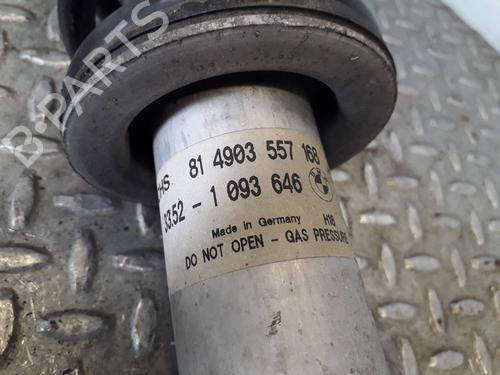 B-PARTS
HS 81 4903 557 168
33.52 - 1 093 646
Made in Germany H16
DO NOT OPEN - GAS PRESSURE